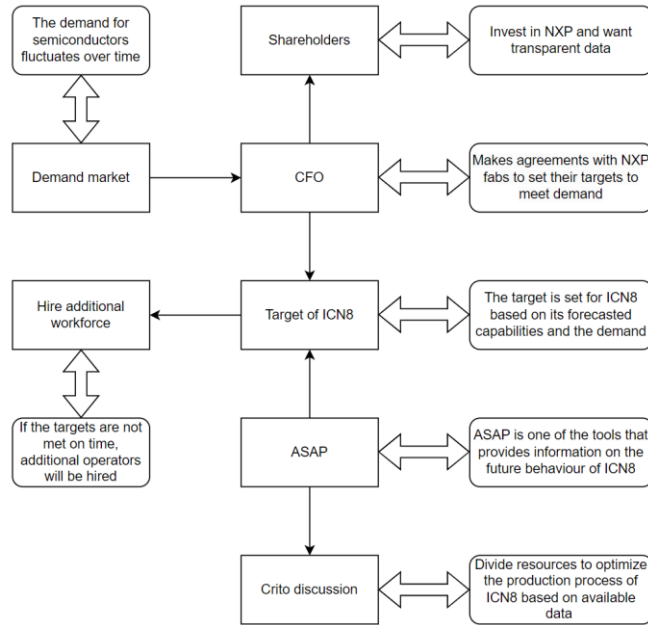 The demand for
semiconductors
fluctuates over time
Shareholders
Invest in NXP and want
transparent data
Demand market
CFO
Makes agreements with NXP
fabs to set their targets to
meet demand
Hire additional
workforce
Target of ICN8
The target is set for ICN8
based on its forecasted
capabilities and the demand
If the targets are not
met on time,
additional operators
will be hired
ASAP
ASAP is one of the tools that
provides information on the
future behaviour of ICN8
Crito discussion
Divide resources to optimize
the production process of
ICN8 based on available
data